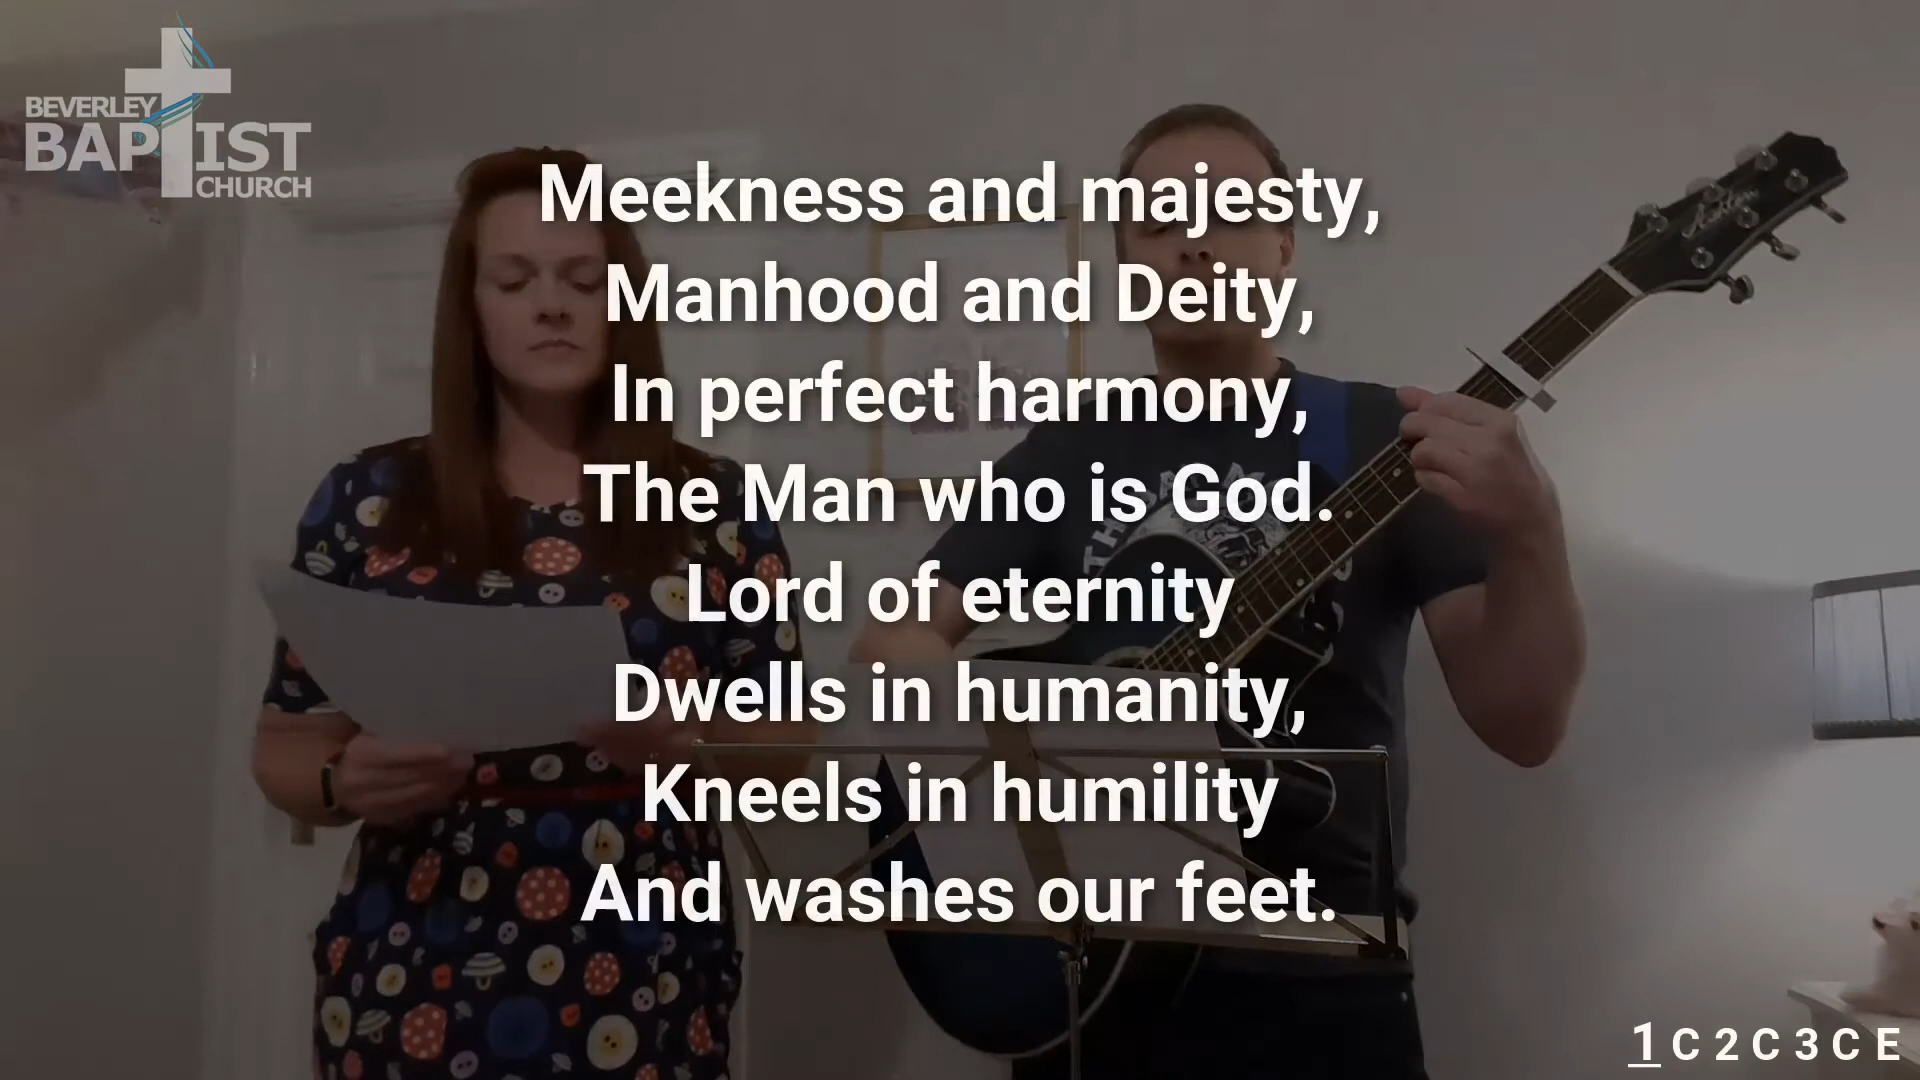 BEVERLEY
BAPTIST
CHURCH
Meekness and majesty,
Manhood and Deity,
In perfect harmony,
The Man who is God.
Lord of eternity
Dwells in humanity,
Kneels in humility
And washes our feet.
1 C 2 C 3 C E